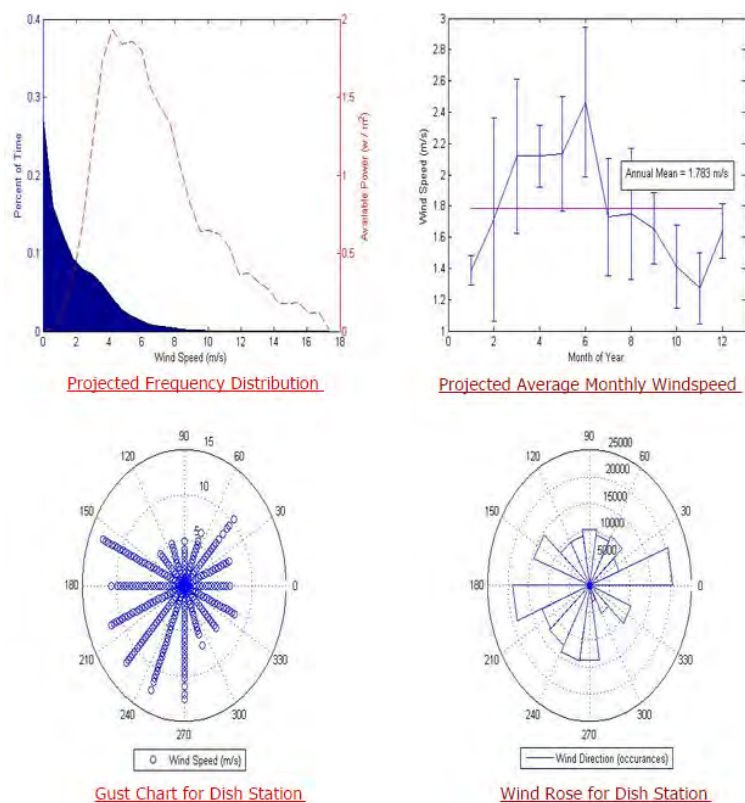 0.4
0.3
0.2
0.1
0
Percent of Time
2
1.5
1
0.5
0
Available Power (w / m²)
0 2 4 6 8 10 12 14 16 18
Wind Speed (m/s)
Projected Frequency Distribution
3
2.8
2.6
2.4
2.2
2
1.8
1.6
1.4
1.2
1
Wind Speed (m/s)
Annual Mean = 1.783 m/s
0 2 4 6 8 10 12
Month of Year
Projected Average Monthly Windspeed
90 15
120 60
10
150 30
5
180 0
210 330
240 300
270
Wind Speed (m/s)
Gust Chart for Dish Station
90 25000
120 20000 60
15000
150 10000 30
5000
180 0
210 330
240 300
270
Wind Direction (occurances)
Wind Rose for Dish Station